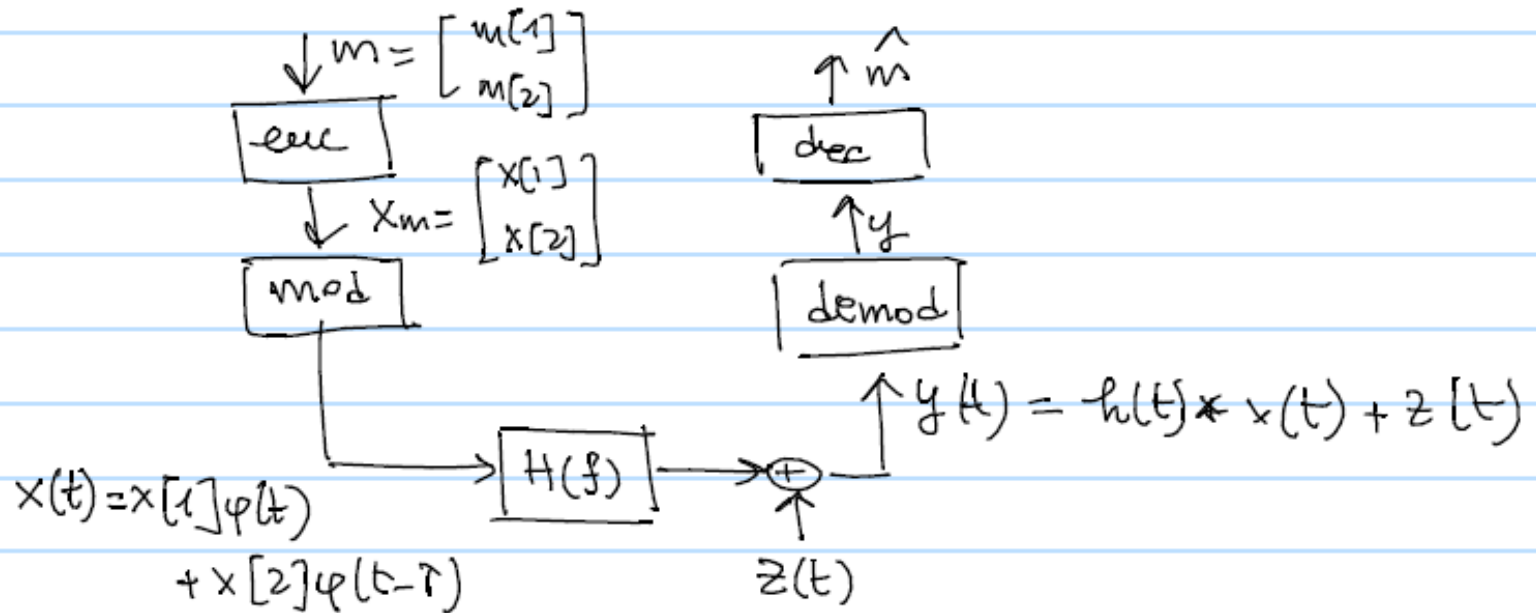 m = [ m[1]
m[2] ]
enc
x_m = [ x[1]
x[2] ]
mod
x(t) = x[1]φ(t)
+ x[2]φ(t-T)
H(f)
+
z(t)
y(t) = h(t) * x(t) + z(t)
demod
y
dec
m̂